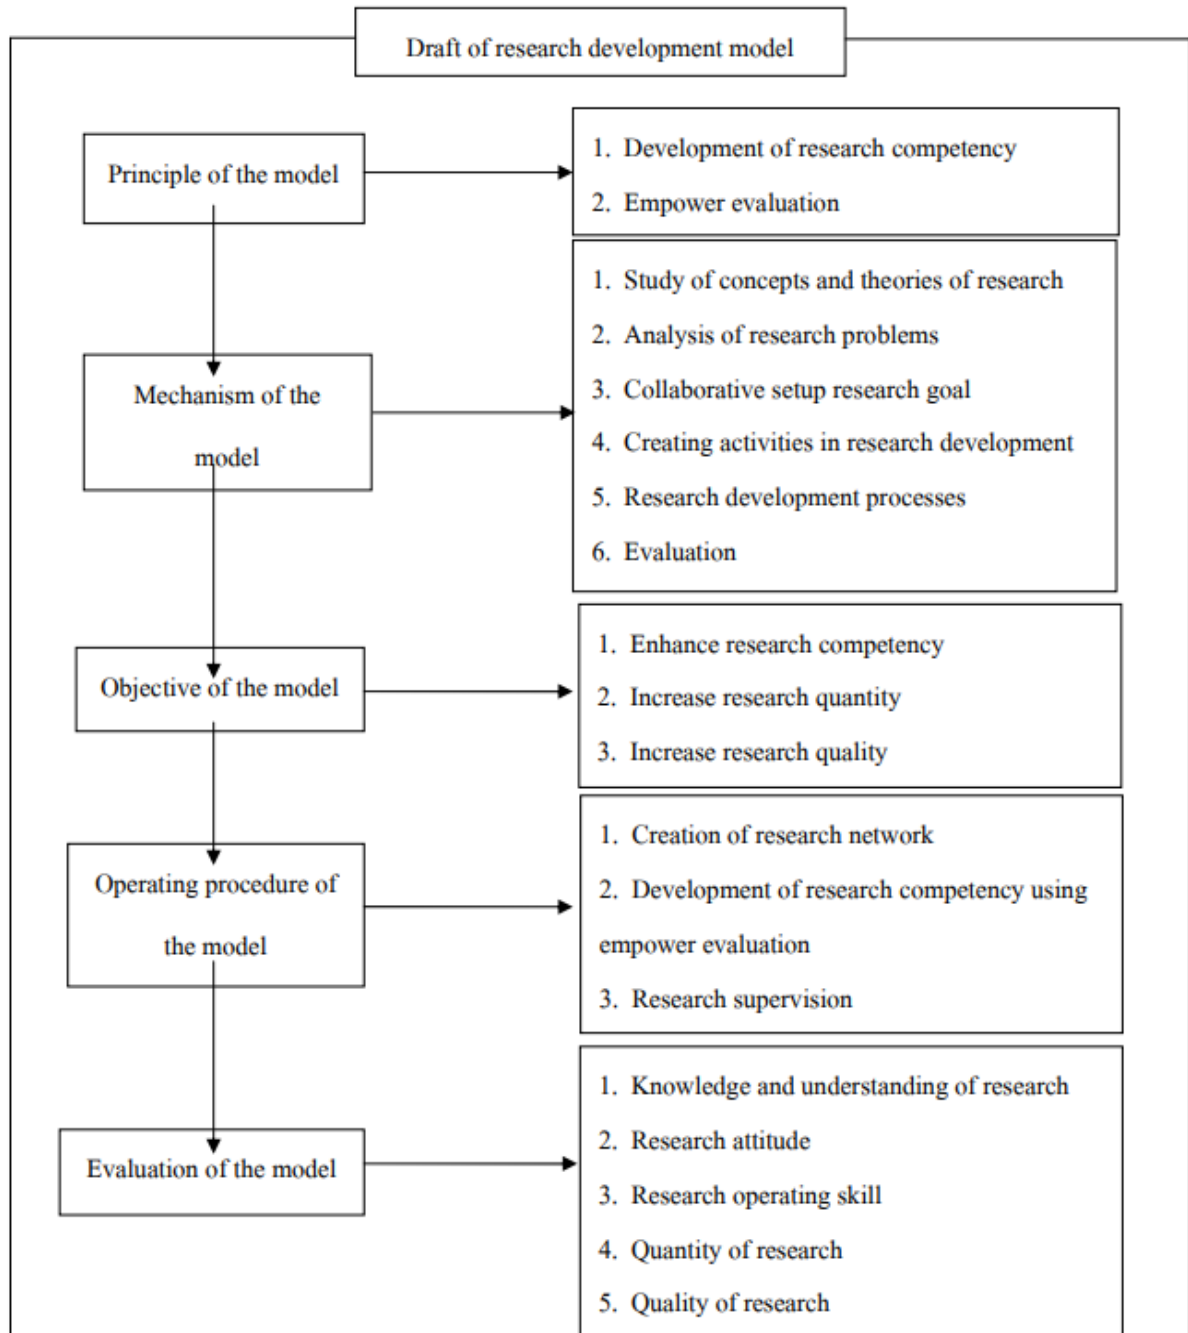 Draft of research development model
Principle of the model
1. Development of research competency
2. Empower evaluation
Mechanism of the
model
1. Study of concepts and theories of research
2. Analysis of research problems
3. Collaborative setup research goal
4. Creating activities in research development
5. Research development processes
6. Evaluation
Objective of the model
1. Enhance research competency
2. Increase research quantity
3. Increase research quality
Operating procedure of
the model
1. Creation of research network
2. Development of research competency using
empower evaluation
3. Research supervision
Evaluation of the model
1. Knowledge and understanding of research
2. Research attitude
3. Research operating skill
4. Quantity of research
5. Quality of research